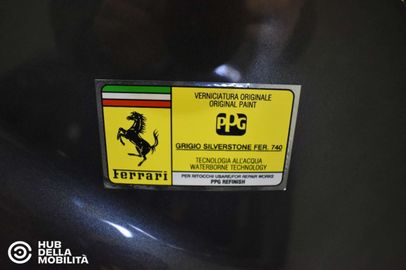 VERNICIATURA ORIGINALE
ORIGINAL PAINT
PPG
GRIGIO SILVERSTONE FER. 740
TECNOLOGIA ALL'ACQUA
WATERBORNE TECHNOLOGY
Ferrari
PER RITOCCHI USARE/FOR REPAIR WORKS
PPG REFINISH
HUB
DELLA
MOBILITÀ